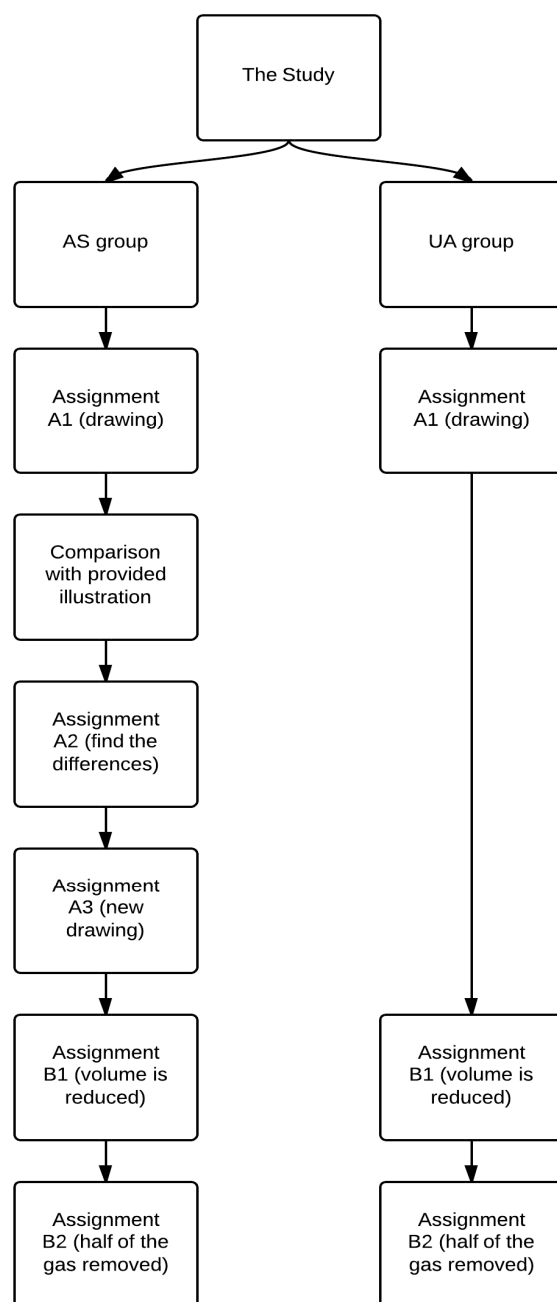 The Study
AS group
UA group
Assignment
A1 (drawing)
Assignment
A1 (drawing)
Comparison
with provided
illustration
Assignment
A2 (find the
differences)
Assignment
A3 (new
drawing)
Assignment
B1 (volume is
reduced)
Assignment
B1 (volume is
reduced)
Assignment
B2 (half of the
gas removed)
Assignment
B2 (half of the
gas removed)